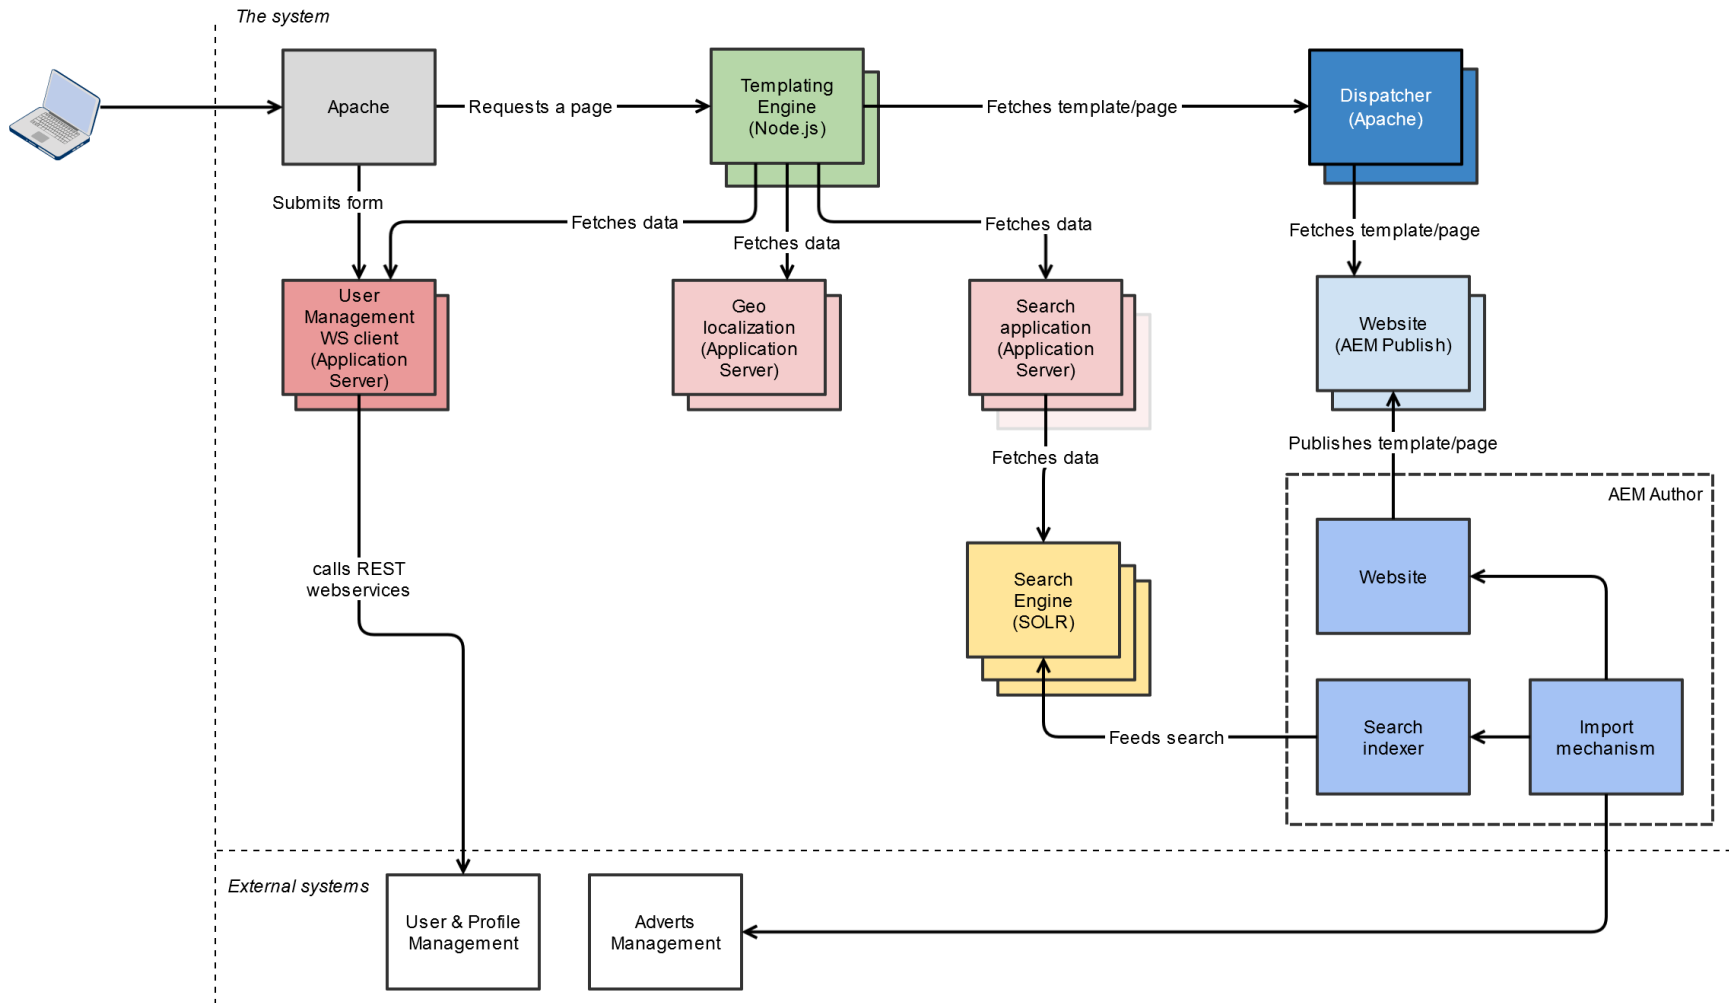 The system
Apache
Requests a page
Templating
Engine
(Node.js)
Fetches template/page
Dispatcher
(Apache)
Submits form
Fetches data
Fetches data
Fetches data
Fetches template/page
User
Management
WS client
(Application
Server)
Geo
localization
(Application
Server)
Search
application
(Application
Server)
Website
(AEM Publish)
Fetches data
Publishes template/page
AEM Author
calls REST
webservices
Search
Engine
(SOLR)
Website
Feeds search
Search
indexer
Import
mechanism
External systems
User & Profile
Management
Adverts
Management